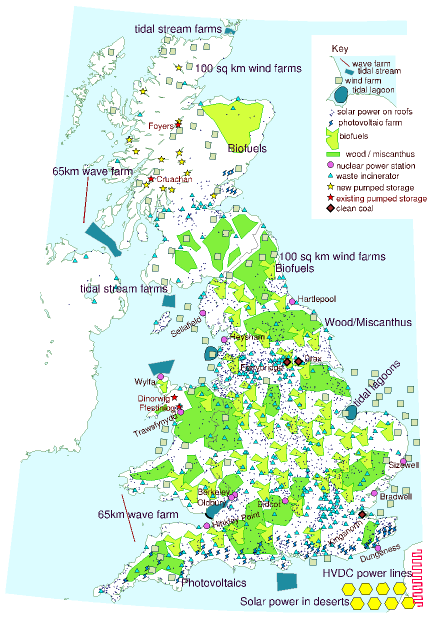 tidal stream farms
Key
wave farm
tidal stream
wind farm
tidal lagoon
solar power on roofs
photovoltaic farm
biofuels
wood / miscanthus
nuclear power station
waste incinerator
new pumped storage
existing pumped storage
clean coal
100 sq km wind farms
Foyers
Biofuels
65km wave farm
Cruachan
100 sq km wind farms
Biofuels
tidal stream farms
Hartlepool
Sellafield
Wood/Miscanthus
Heysham
Drax
Ferrybridge
tidal lagoons
Wylfa
Dinorwig
Ffestiniog
Trawsfynydd
Sizewell
Berkeley
Oldbury
Didcot
Bradwell
65km wave farm
Hinkley Point
Kingsnorth
Dungeness
Photovoltaics
HVDC power lines
Solar power in deserts